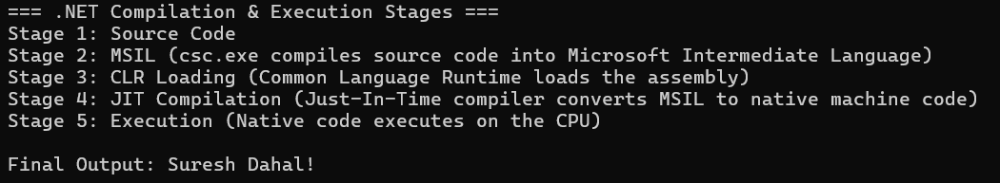 === .NET Compilation & Execution Stages ===
Stage 1: Source Code
Stage 2: MSIL (csc.exe compiles source code into Microsoft Intermediate Language)
Stage 3: CLR Loading (Common Language Runtime loads the assembly)
Stage 4: JIT Compilation (Just-In-Time compiler converts MSIL to native machine code)
Stage 5: Execution (Native code executes on the CPU)
Final Output: Suresh Dahal!